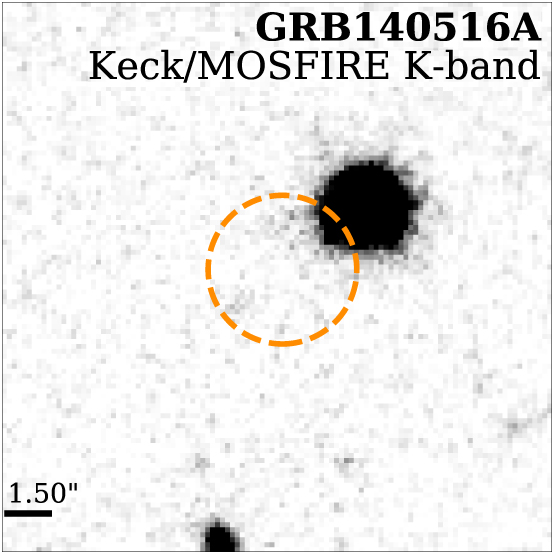 GRB140516A
Keck/MOSFIRE K-band
1.50"